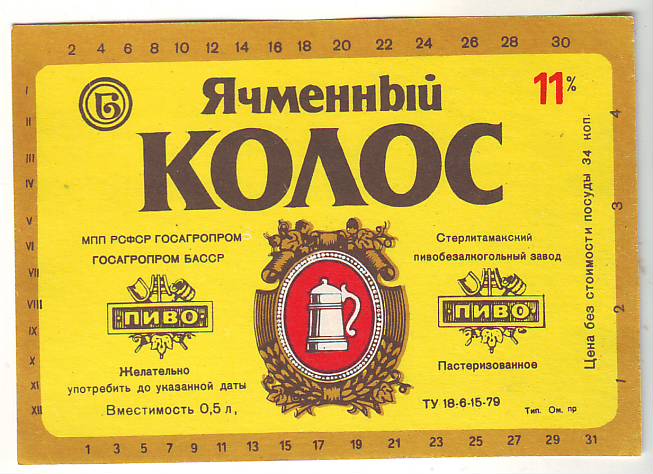 2 4 6 8 10 12 14 16 18 20 22 24 26 28 30
I
II
III
IV
V
VI
VII
VIII
IX
X
XI
XII
Б
Ячменный
11%
КОЛОС
МПП РСФСР ГОСАГРОПРОМ
ГОСАГРОПРОМ БАССР
ПИВО
Желательно
употребить до указанной даты
Вместимость 0,5 л,
Стерлитамакский
пивобезалкогольный завод
ПИВО
Пастеризованное
ТУ 18-6-15-79
Тип. Ом. пр
Цена без стоимости посуды 34 коп.
4
3
2
1
1 3 5 7 9 11 13 15 17 19 21 23 25 27 29 31